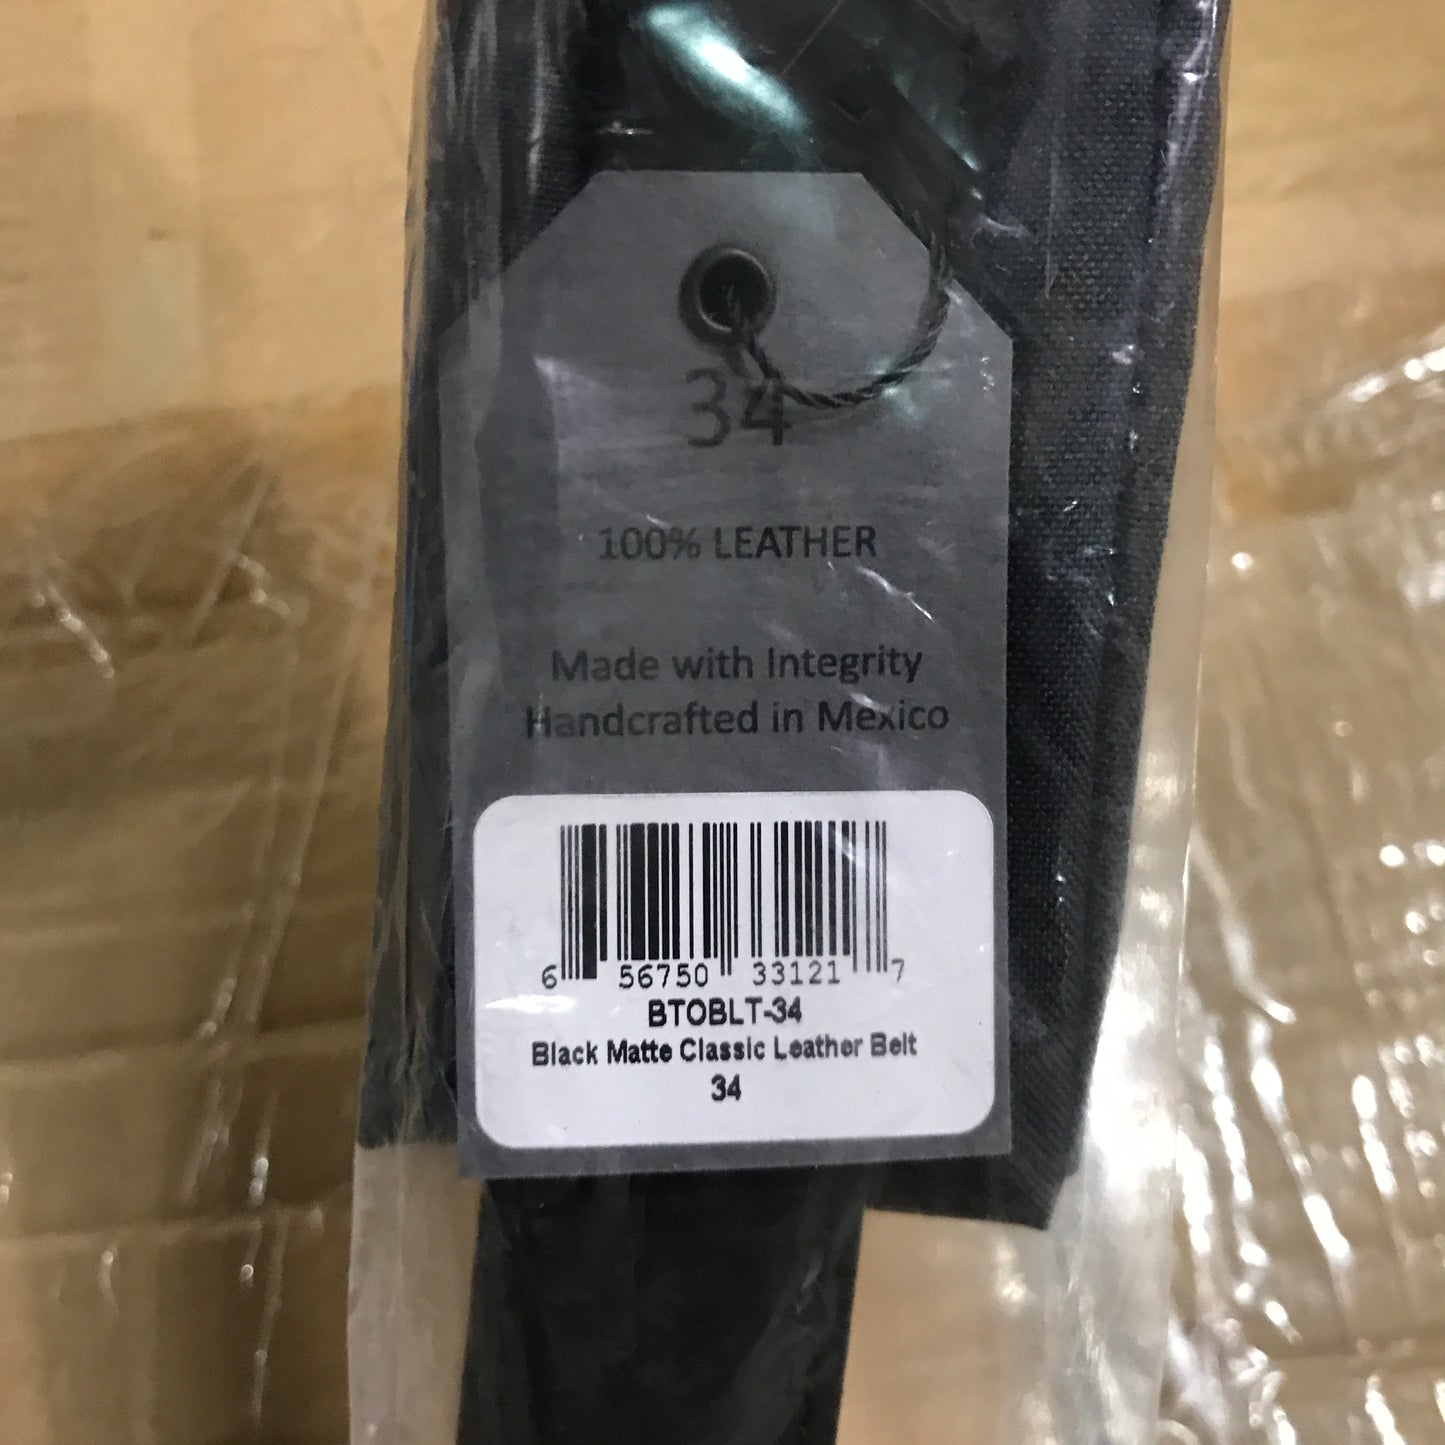 34
100% LEATHER
Made with Integrity
Handcrafted in Mexico
6 56750 33121 7
BTOBLT-34
Black Matte Classic Leather Belt
34